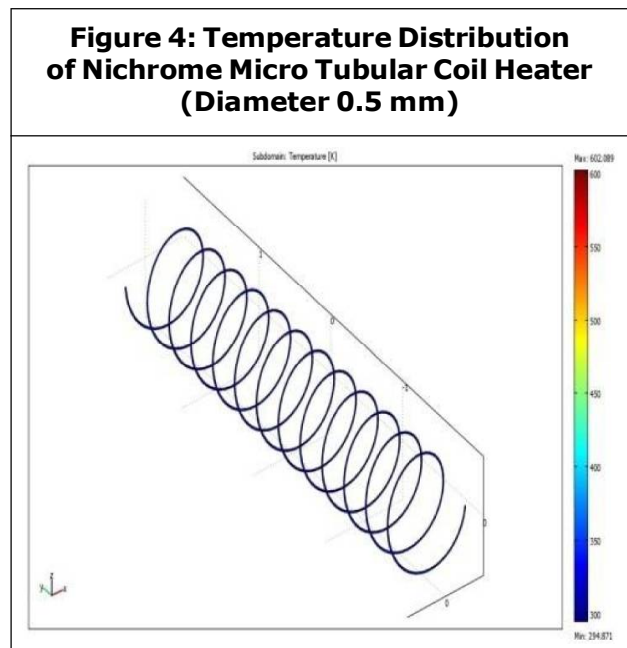 Figure 4: Temperature Distribution
of Nichrome Micro Tubular Coil Heater
(Diameter 0.5 mm)
Subdomain: Temperature [K]
Max: 602.089
600
550
500
450
400
350
300
Min: 294.871
1
0
-1
0
0
z
y
x